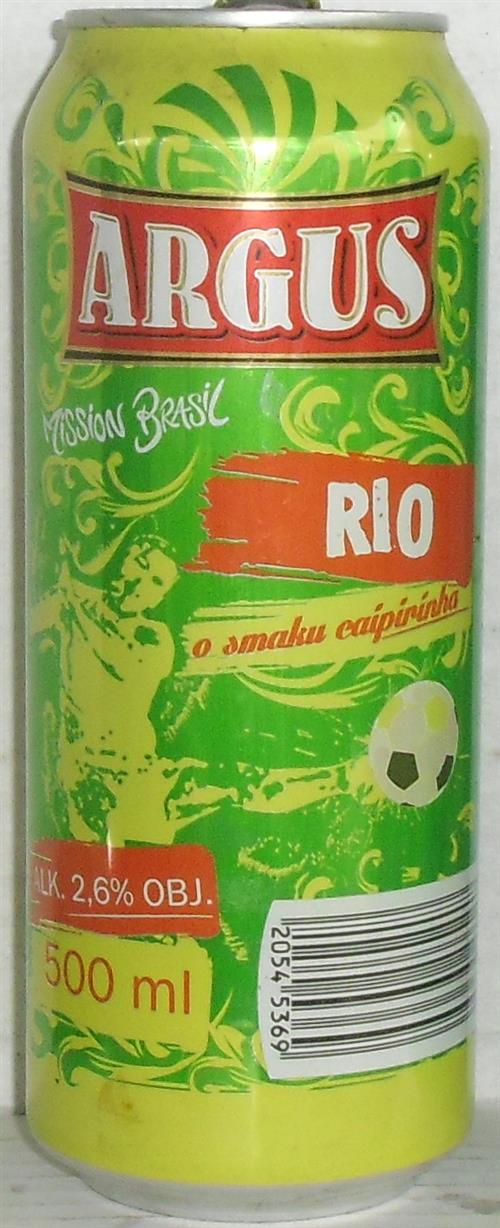 ARGUS
Mission Brasil
RIO
o smaku caipirinha
ALK. 2,6% OBJ.
500 ml
2054 5369